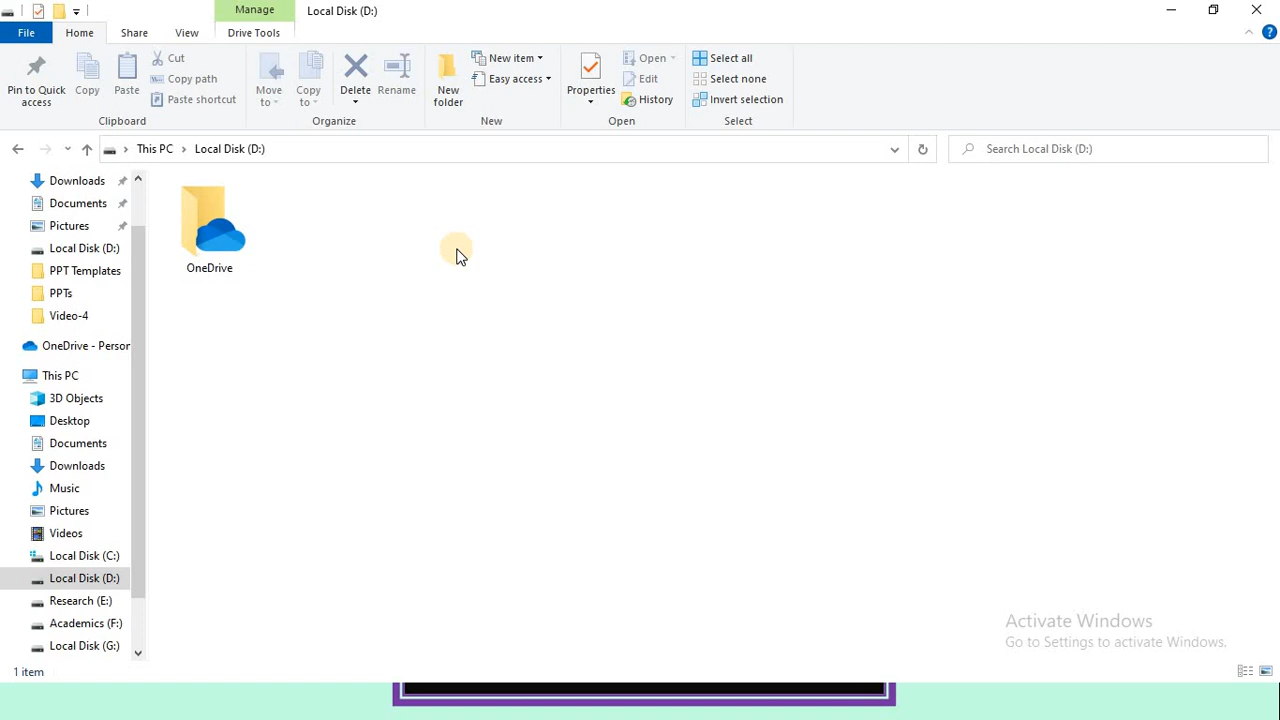 Manage
Local Disk (D:)
File
Home
Share
View
Drive Tools
Pin to Quick access
Copy
Paste
Cut
Copy path
Paste shortcut
Clipboard
Move to
Copy to
Delete
Rename
Organize
New folder
New item
Easy access
New
Properties
Open
Edit
History
Open
Select all
Select none
Invert selection
Select
This PC > Local Disk (D:)
Search Local Disk (D:)
Downloads
Documents
Pictures
Local Disk (D:)
PPT Templates
PPTs
Video-4
OneDrive - Person
This PC
3D Objects
Desktop
Documents
Downloads
Music
Pictures
Videos
Local Disk (C:)
Local Disk (D:)
Research (E:)
Academics (F:)
Local Disk (G:)
OneDrive
Activate Windows
Go to Settings to activate Windows.
1 item